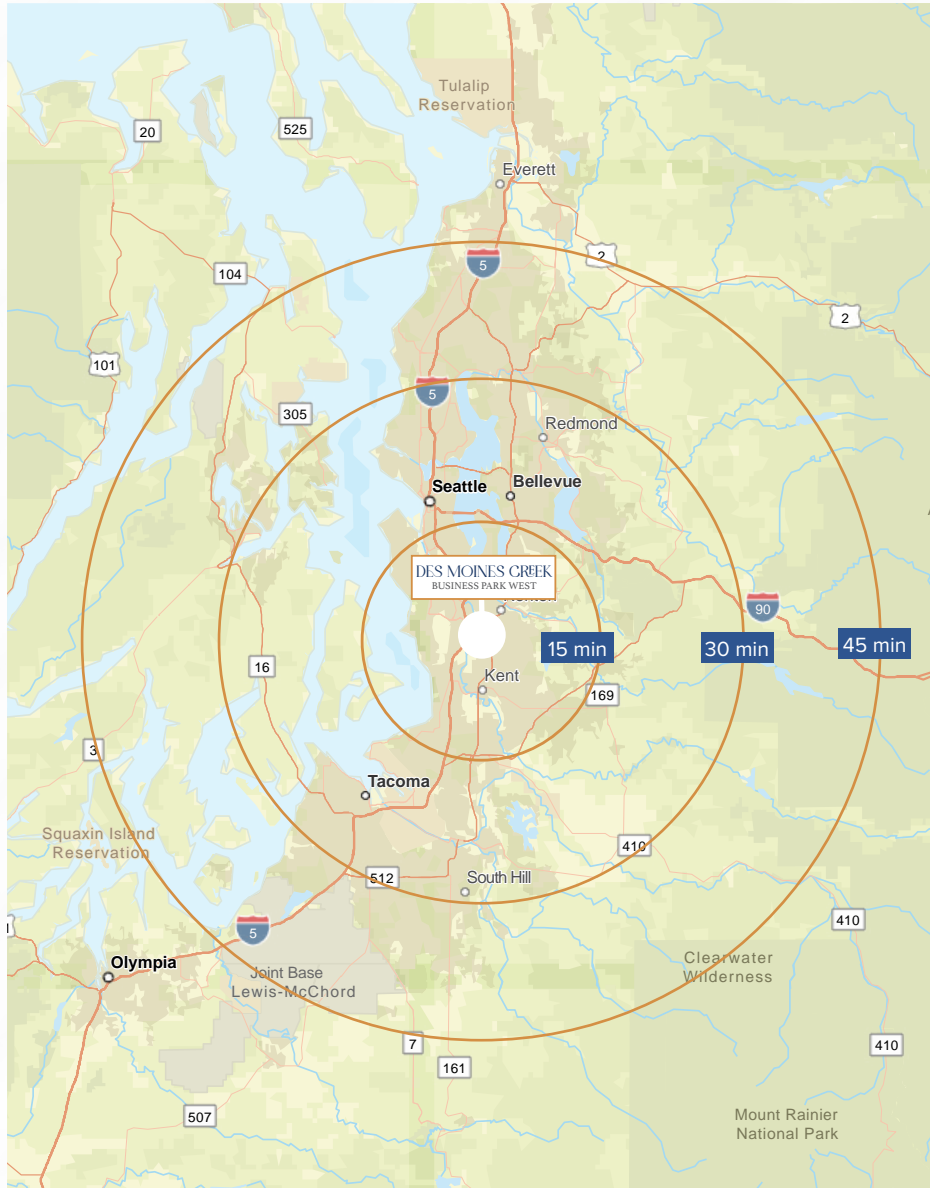 Tulalip
Reservation
20
525
Everett
5
2
104
2
101
5
305
Redmond
Seattle
Bellevue
DES MOINES CREEK
BUSINESS PARK WEST
90
15 min
30 min
45 min
16
Kent
169
3
Tacoma
Squaxin Island
Reservation
410
512
South Hill
410
5
Olympia
Joint Base
Lewis-McChord
Clearwater
Wilderness
7
410
161
507
Mount Rainier
National Park